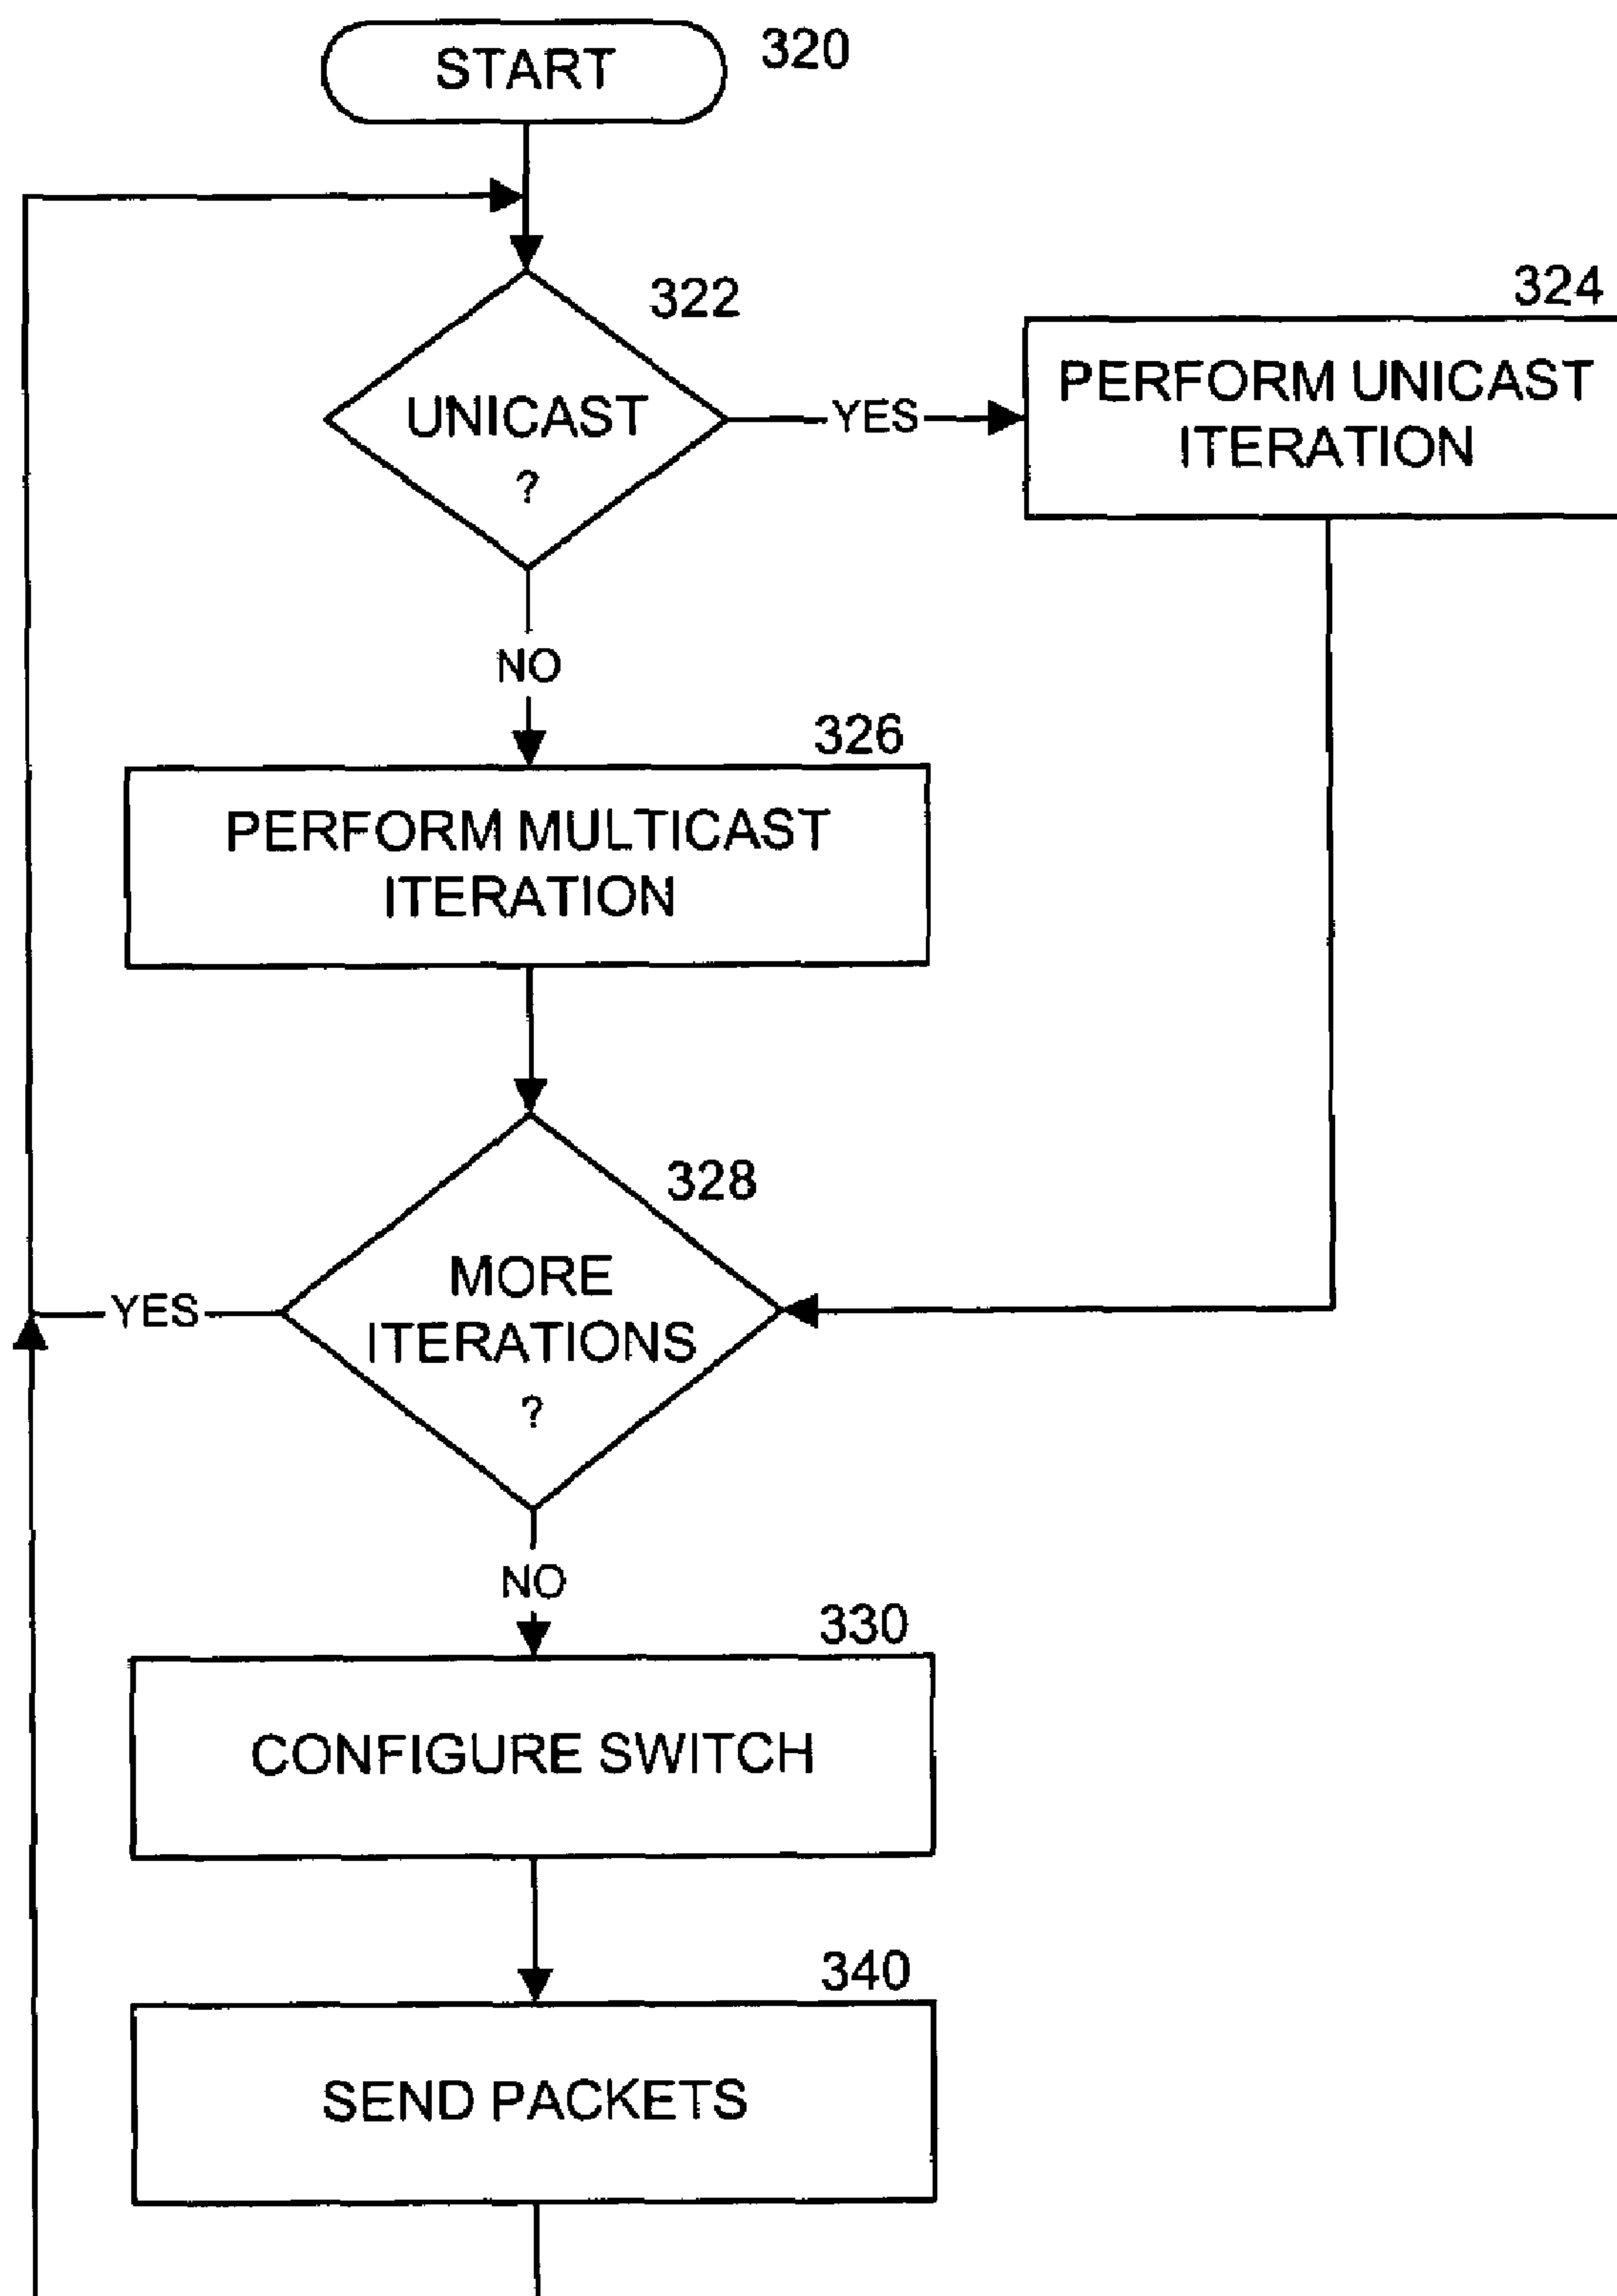 START
320
322
UNICAST
?
YES
324
PERFORM UNICAST
ITERATION
NO
326
PERFORM MULTICAST
ITERATION
328
MORE
ITERATIONS
?
YES
NO
330
CONFIGURE SWITCH
340
SEND PACKETS